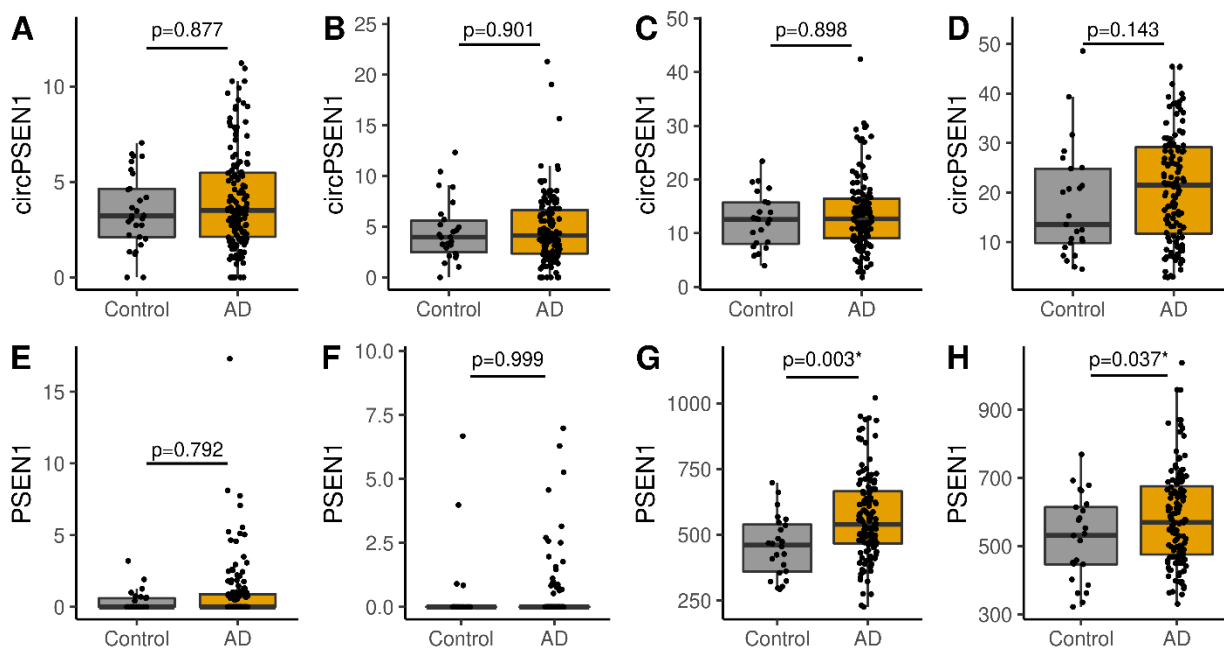 A
p=0.877
circPSEN1
10
5
0
Control
AD
B
p=0.901
circPSEN1
25
20
15
10
5
0
Control
AD
C
p=0.898
circPSEN1
50
40
30
20
10
0
Control
AD
D
p=0.143
circPSEN1
50
40
30
20
10
Control
AD
E
p=0.792
PSEN1
15
10
5
0
Control
AD
F
p=0.999
PSEN1
10.0
7.5
5.0
2.5
0.0
Control
AD
G
p=0.003*
PSEN1
1000
750
500
250
Control
AD
H
p=0.037*
PSEN1
900
700
500
300
Control
AD